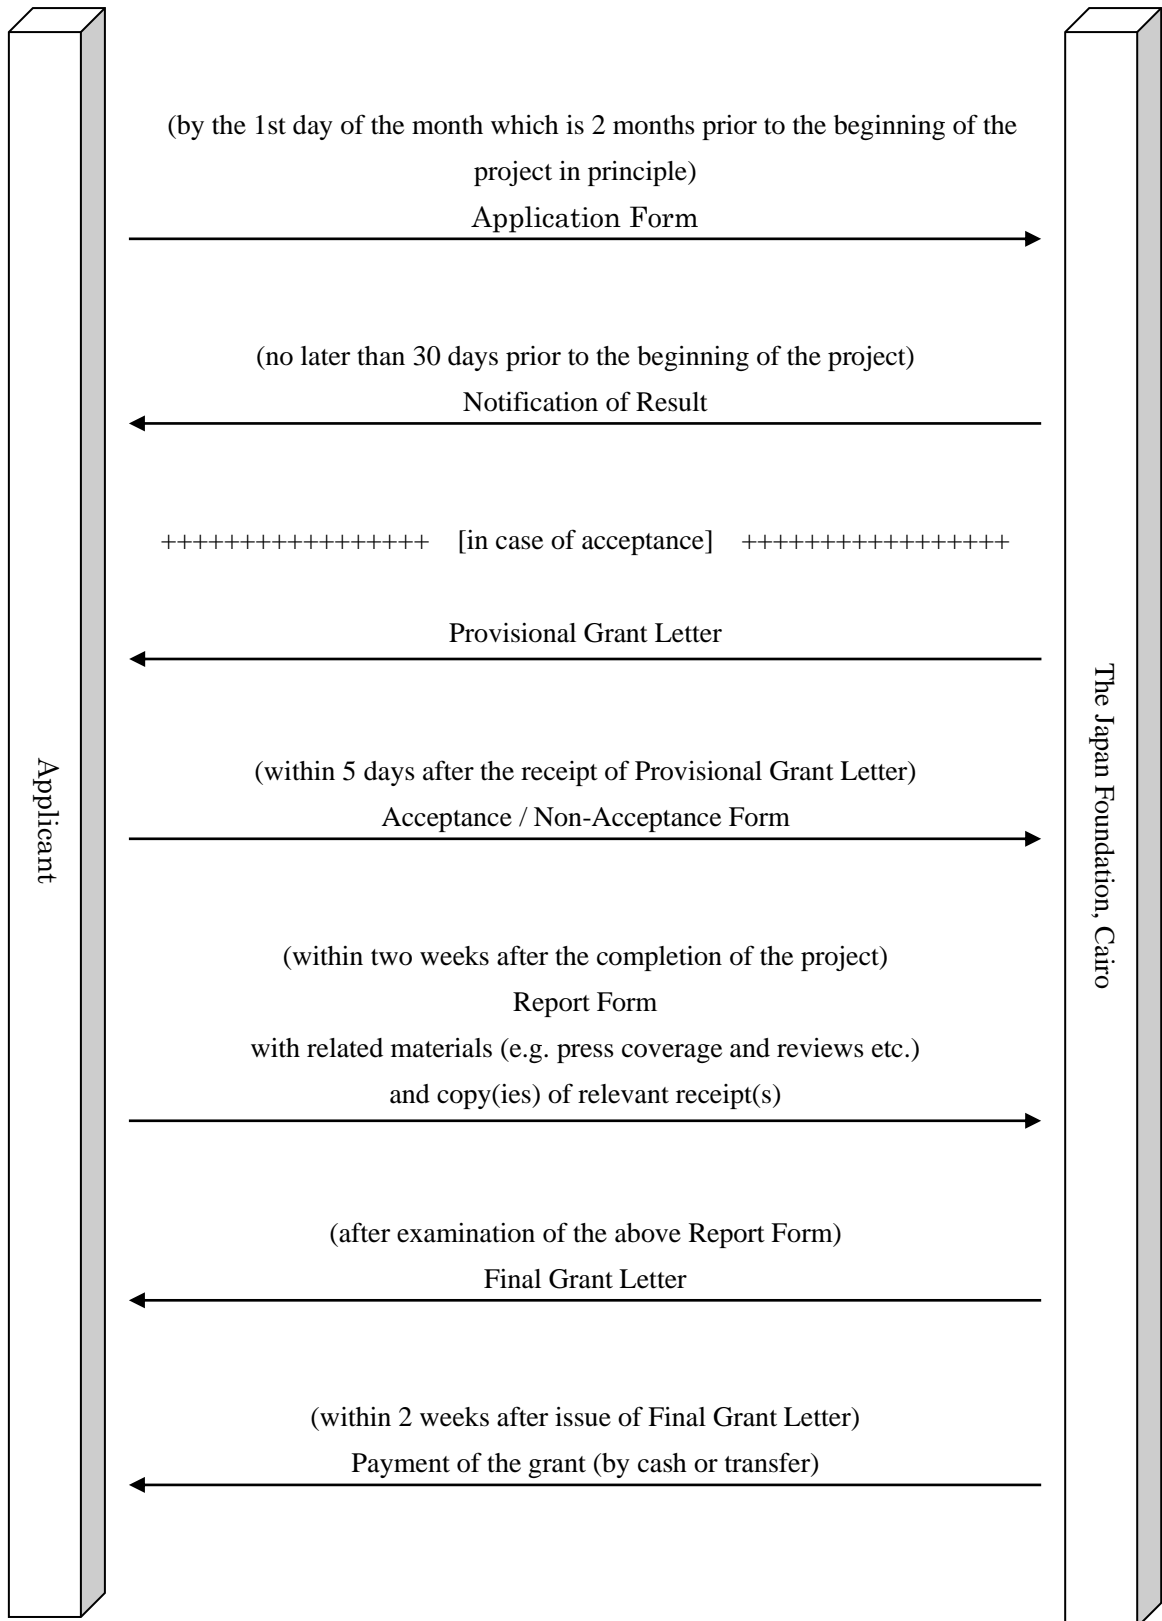 (by the 1st day of the month which is 2 months prior to the beginning of the
project in principle)
Application Form
(no later than 30 days prior to the beginning of the project)
Notification of Result
+++++++++++++++++ [in case of acceptance] +++++++++++++++++
Provisional Grant Letter
Applicant
The Japan Foundation, Cairo
(within 5 days after the receipt of Provisional Grant Letter)
Acceptance / Non-Acceptance Form
(within two weeks after the completion of the project)
Report Form
with related materials (e.g. press coverage and reviews etc.)
and copy(ies) of relevant receipt(s)
(after examination of the above Report Form)
Final Grant Letter
(within 2 weeks after issue of Final Grant Letter)
Payment of the grant (by cash or transfer)